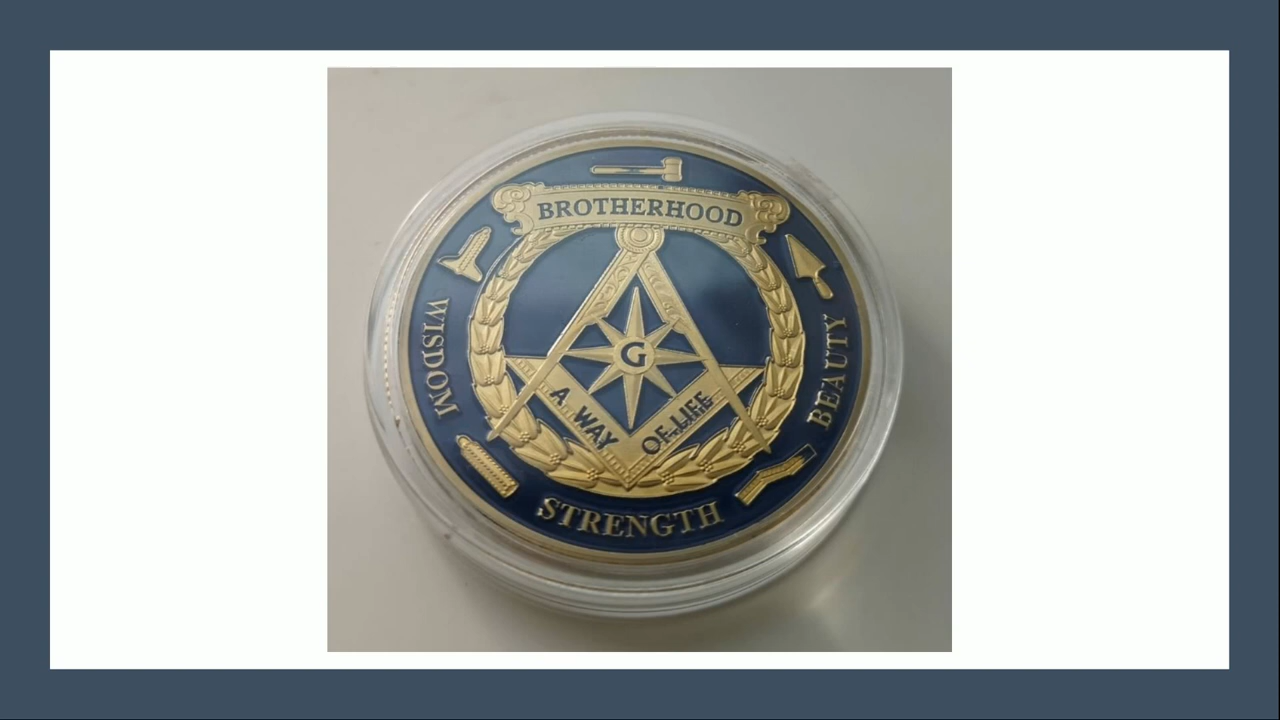 BROTHERHOOD
G
A WAY
OF LIFE
WISDOM
STRENGTH
BEAUTY